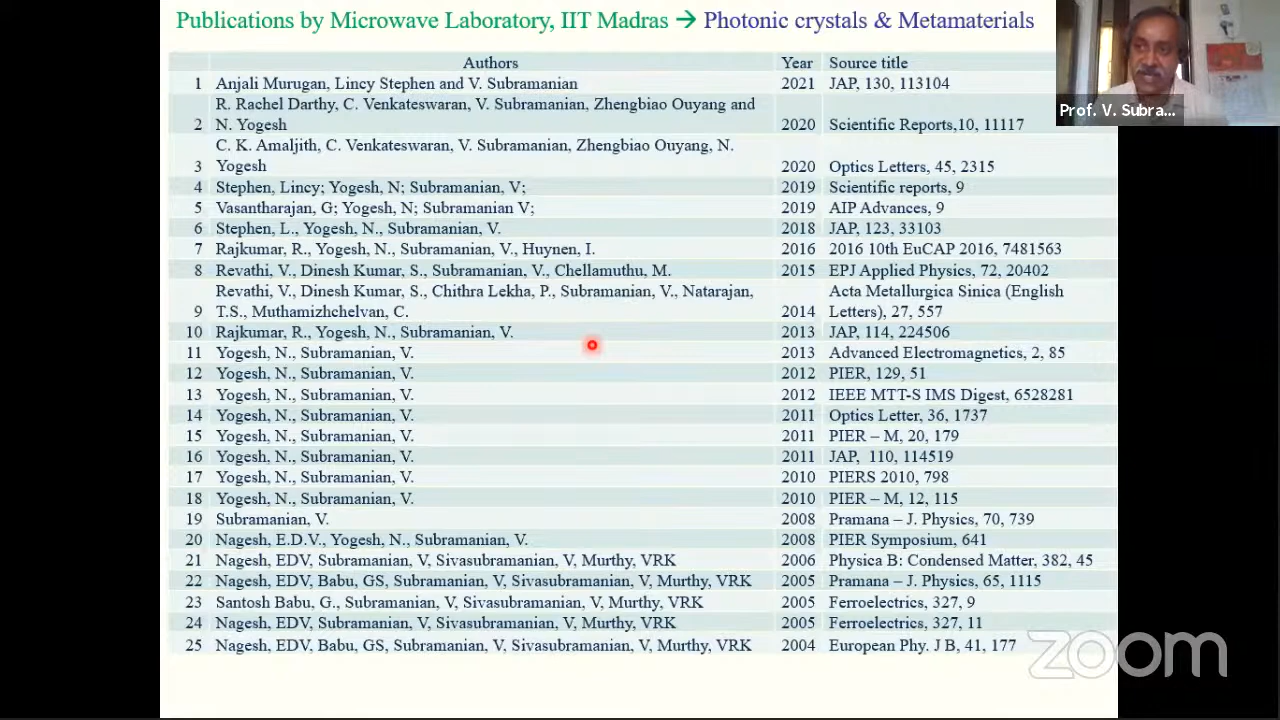 Publications by Microwave Laboratory, IIT Madras → Photonic crystals & Metamaterials
Prof. V. Subra...
Authors Year Source title
1 Anjali Murugan, Lincy Stephen and V. Subramanian 2021 JAP, 130, 113104
R. Rachel Darthy, C. Venkateswaran, V. Subramanian, Zhengbiao Ouyang and
2 N. Yogesh 2020 Scientific Reports,10, 11117
C. K. Amaljith, C. Venkateswaran, V. Subramanian, Zhengbiao Ouyang, N.
3 Yogesh 2020 Optics Letters, 45, 2315
4 Stephen, Lincy; Yogesh, N; Subramanian, V; 2019 Scientific reports, 9
5 Vasantharajan, G; Yogesh, N; Subramanian V; 2019 AIP Advances, 9
6 Stephen, L., Yogesh, N., Subramanian, V. 2018 JAP, 123, 33103
7 Rajkumar, R., Yogesh, N., Subramanian, V., Huynen, I. 2016 2016 10th EuCAP 2016, 7481563
8 Revathi, V., Dinesh Kumar, S., Subramanian, V., Chellamuthu, M. 2015 EPJ Applied Physics, 72, 20402
Revathi, V., Dinesh Kumar, S., Chithra Lekha, P., Subramanian, V., Natarajan, Acta Metallurgica Sinica (English
9 T.S., Muthamizhchelvan, C. 2014 Letters), 27, 557
10 Rajkumar, R., Yogesh, N., Subramanian, V. 2013 JAP, 114, 224506
11 Yogesh, N., Subramanian, V. 2013 Advanced Electromagnetics, 2, 85
12 Yogesh, N., Subramanian, V. 2012 PIER, 129, 51
13 Yogesh, N., Subramanian, V. 2012 IEEE MTT-S IMS Digest, 6528281
14 Yogesh, N., Subramanian, V. 2011 Optics Letter, 36, 1737
15 Yogesh, N., Subramanian, V. 2011 PIER – M, 20, 179
16 Yogesh, N., Subramanian, V. 2011 JAP, 110, 114519
17 Yogesh, N., Subramanian, V. 2010 PIERS 2010, 798
18 Yogesh, N., Subramanian, V. 2010 PIER – M, 12, 115
19 Subramanian, V. 2008 Pramana – J. Physics, 70, 739
20 Nagesh, E.D.V., Yogesh, N., Subramanian, V. 2008 PIER Symposium, 641
21 Nagesh, EDV, Subramanian, V, Sivasubramanian, V, Murthy, VRK 2006 Physica B: Condensed Matter, 382, 45
22 Nagesh, EDV, Babu, GS, Subramanian, V, Sivasubramanian, V, Murthy, VRK 2005 Pramana – J. Physics, 65, 1115
23 Santosh Babu, G., Subramanian, V, Sivasubramanian, V, Murthy, VRK 2005 Ferroelectrics, 327, 9
24 Nagesh, EDV, Subramanian, V, Sivasubramanian, V, Murthy, VRK 2005 Ferroelectrics, 327, 11
25 Nagesh, EDV, Babu, GS, Subramanian, V, Sivasubramanian, V, Murthy, VRK 2004 European Phy. J B, 41, 177
zoom